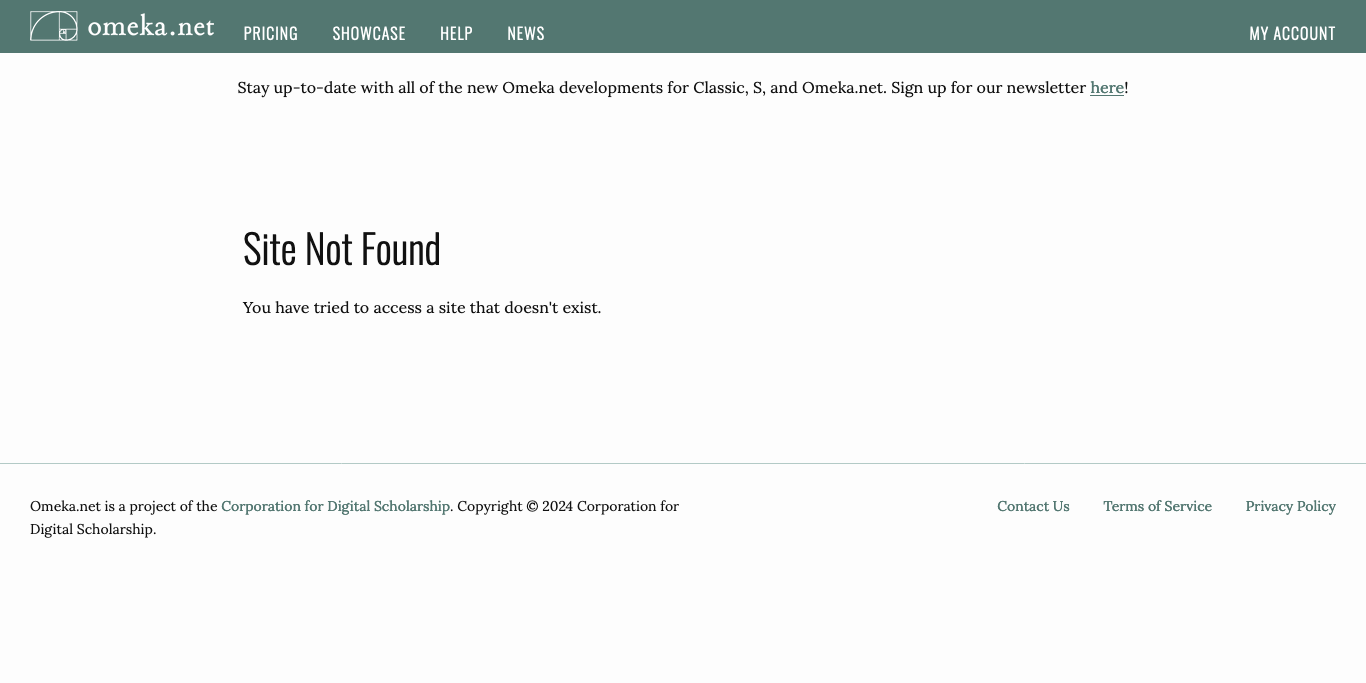 omeka.net
PRICING SHOWCASE HELP NEWS MY ACCOUNT
Stay up-to-date with all of the new Omeka developments for Classic, S, and Omeka.net. Sign up for our newsletter here!
Site Not Found
You have tried to access a site that doesn't exist.
Omeka.net is a project of the Corporation for Digital Scholarship. Copyright © 2024 Corporation for
Digital Scholarship.
Contact Us Terms of Service Privacy Policy